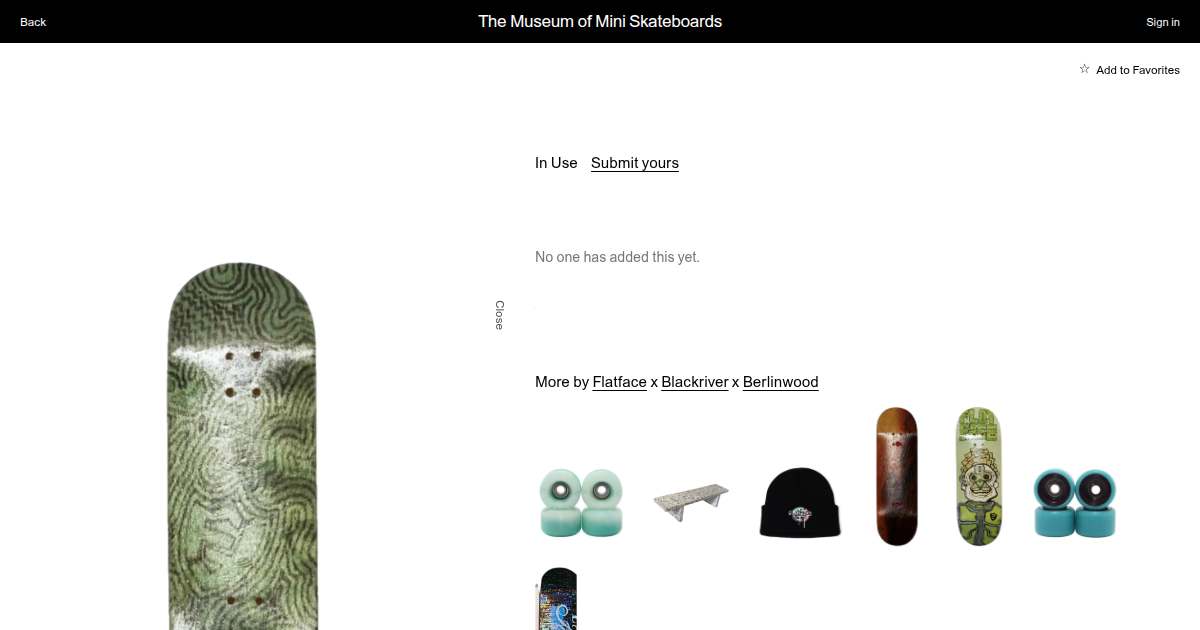 Back
The Museum of Mini Skateboards
Sign in
☆ Add to Favorites
In Use Submit yours
No one has added this yet.
Close
More by Flatface x Blackriver x Berlinwood